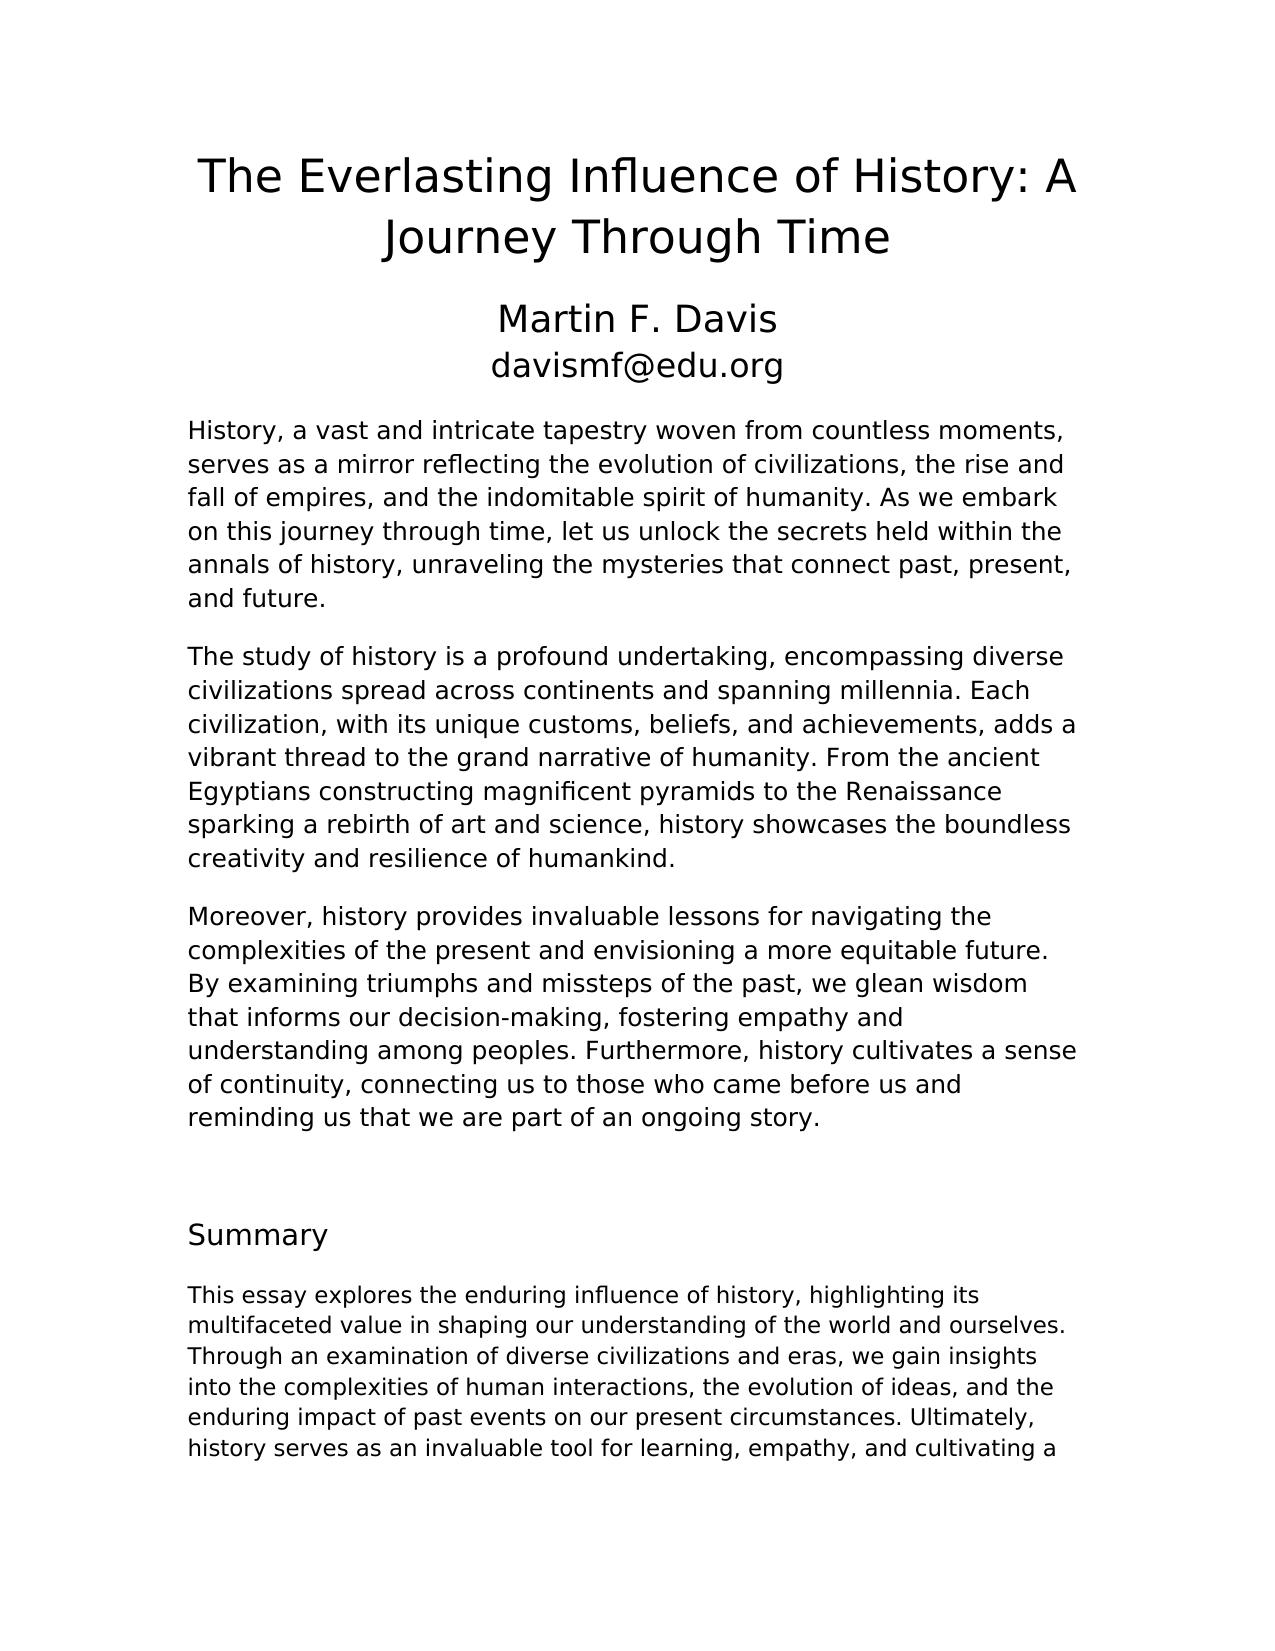 The Everlasting Influence of History: A
Journey Through Time
Martin F. Davis
davismf@edu.org
History, a vast and intricate tapestry woven from countless moments,
serves as a mirror reflecting the evolution of civilizations, the rise and
fall of empires, and the indomitable spirit of humanity. As we embark
on this journey through time, let us unlock the secrets held within the
annals of history, unraveling the mysteries that connect past, present,
and future.
The study of history is a profound undertaking, encompassing diverse
civilizations spread across continents and spanning millennia. Each
civilization, with its unique customs, beliefs, and achievements, adds a
vibrant thread to the grand narrative of humanity. From the ancient
Egyptians constructing magnificent pyramids to the Renaissance
sparking a rebirth of art and science, history showcases the boundless
creativity and resilience of humankind.
Moreover, history provides invaluable lessons for navigating the
complexities of the present and envisioning a more equitable future.
By examining triumphs and missteps of the past, we glean wisdom
that informs our decision-making, fostering empathy and
understanding among peoples. Furthermore, history cultivates a sense
of continuity, connecting us to those who came before us and
reminding us that we are part of an ongoing story.
Summary
This essay explores the enduring influence of history, highlighting its
multifaceted value in shaping our understanding of the world and ourselves.
Through an examination of diverse civilizations and eras, we gain insights
into the complexities of human interactions, the evolution of ideas, and the
enduring impact of past events on our present circumstances. Ultimately,
history serves as an invaluable tool for learning, empathy, and cultivating a